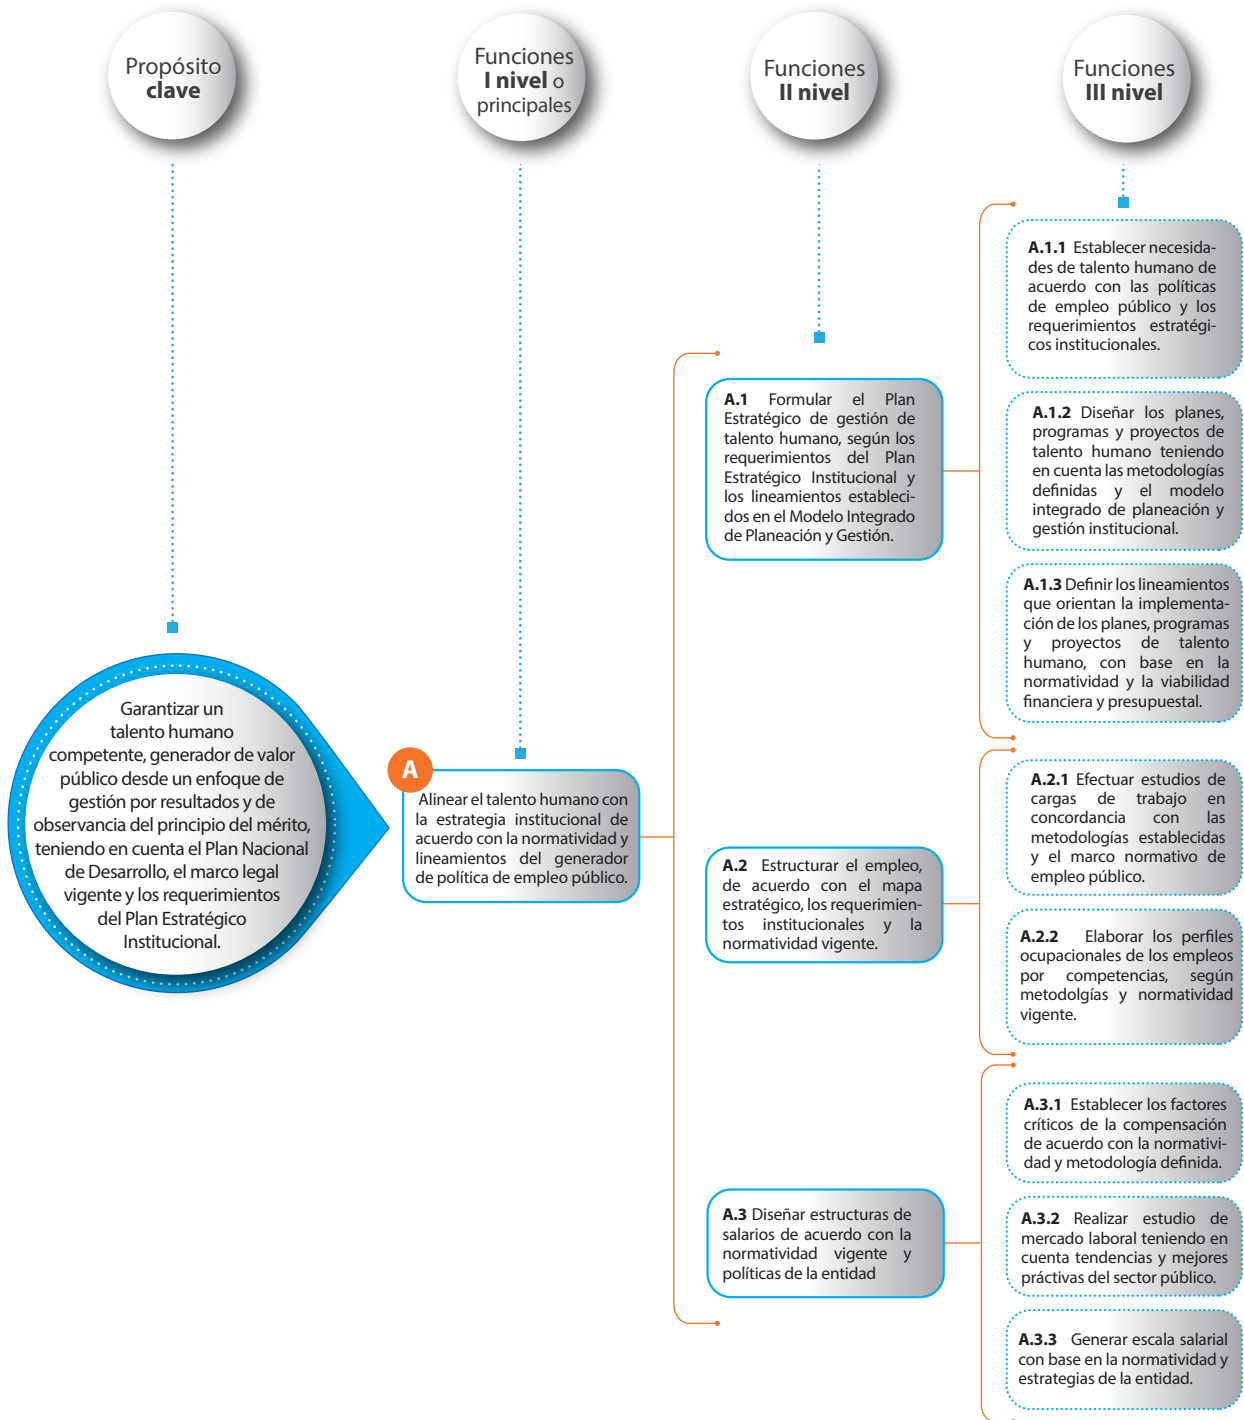 Propósito
clave
Funciones
I nivel o
principales
Funciones
II nivel
Funciones
III nivel
Garantizar un
talento humano
competente, generador de valor
público desde un enfoque de
gestión por resultados y de
observancia del principio del mérito,
teniendo en cuenta el Plan Nacional
de Desarrollo, el marco legal
vigente y los requerimientos
del Plan Estratégico
Institucional.
A
Alinear el talento humano con
la estrategia institucional de
acuerdo con la normatividad y
lineamientos del generador
de política de empleo público.
A.1 Formular el Plan
Estratégico de gestión de
talento humano, según los
requerimientos del Plan
Estratégico Institucional y
los lineamientos estableci-
dos en el Modelo Integrado
de Planeación y Gestión.
A.1.1 Establecer necesida-
des de talento humano de
acuerdo con las políticas
de empleo público y los
requerimientos estratégi-
cos institucionales.
A.1.2 Diseñar los planes,
programas y proyectos de
talento humano teniendo
en cuenta las metodologías
definidas y el modelo
integrado de planeación y
gestión institucional.
A.1.3 Definir los lineamientos
que orientan la implementa-
ción de los planes, programas
y proyectos de talento
humano, con base en la
normatividad y la viabilidad
financiera y presupuestal.
A.2 Estructurar el empleo,
de acuerdo con el mapa
estratégico, los requerimien-
tos institucionales y la
normatividad vigente.
A.2.1 Efectuar estudios de
cargas de trabajo en
concordancia con las
metodologías establecidas
y el marco normativo de
empleo público.
A.2.2 Elaborar los perfiles
ocupacionales de los empleos
por competencias, según
metodolgías y normatividad
vigente.
A.3 Diseñar estructuras de
salarios de acuerdo con la
normatividad vigente y
políticas de la entidad
A.3.1 Establecer los factores
críticos de la compensación
de acuerdo con la normativi-
dad y metodología definida.
A.3.2 Realizar estudio de
mercado laboral teniendo en
cuenta tendencias y mejores
práctivas del sector público.
A.3.3 Generar escala salarial
con base en la normatividad y
estrategias de la entidad.